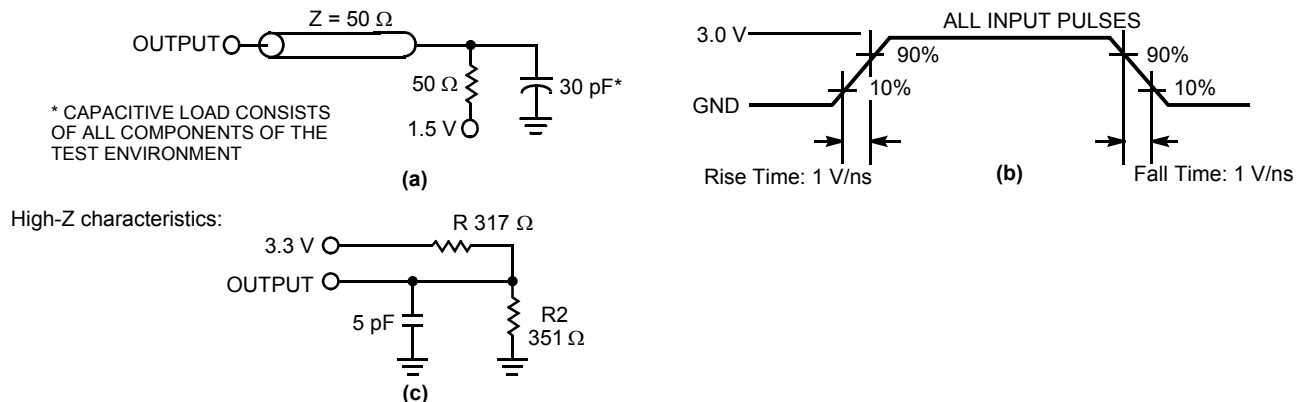 Z = 50 Ω
OUTPUT
50 Ω
30 pF*
1.5 V
* CAPACITIVE LOAD CONSISTS
OF ALL COMPONENTS OF THE
TEST ENVIRONMENT
(a)
ALL INPUT PULSES
3.0 V
90%
90%
10%
10%
GND
Rise Time: 1 V/ns
(b)
Fall Time: 1 V/ns
High-Z characteristics:
R 317 Ω
3.3 V
OUTPUT
5 pF
R2
351 Ω
(c)